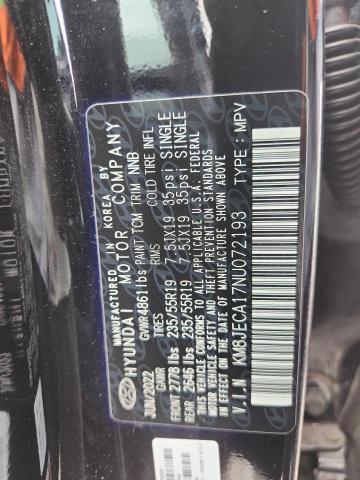 MANUFACTURED IN KOREA BY
HYUNDAI MOTOR COMPANY
JUN/2022 GVWR 4861 lbs PAINT TCM TRIM NNB
GAWR TIRES RIMS COLD TIRE INFL
FRONT 2778 lbs 235/55R19 7.5JX19 35psi SINGLE
REAR 2646 lbs 235/55R19 7.5JX19 35psi SINGLE
THIS VEHICLE CONFORMS TO ALL APPLICABLE U.S.A. FEDERAL
MOTOR VEHICLE SAFETY AND THEFT PREVENTION STANDARDS
IN EFFECT ON THE DATE OF MANUFACTURE SHOWN ABOVE.
V.I.N. KM8JECA17NU072193 TYPE: MPV